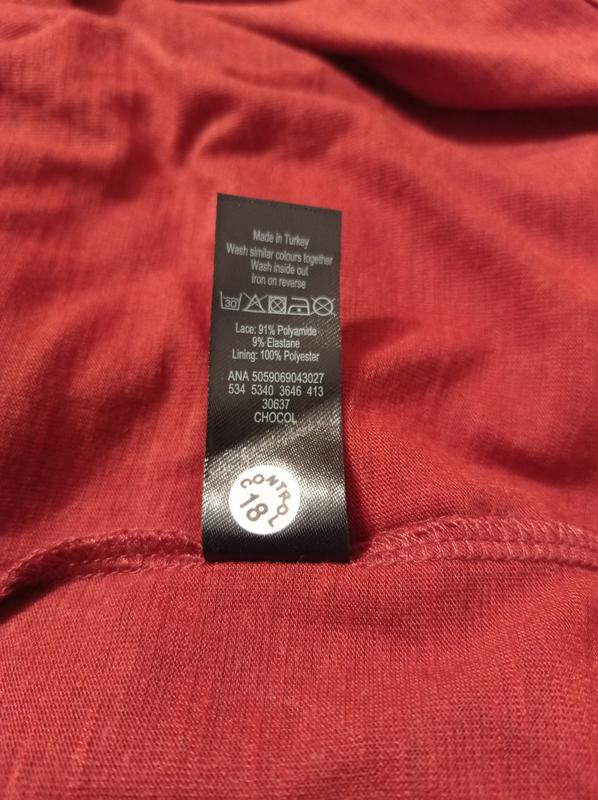 Made in Turkey
Wash similar colours together
Wash inside out
Iron on reverse
30
Lace: 91% Polyamide
9% Elastane
Lining: 100% Polyester
ANA 5059069043027
534 5340 3646 413
30637
CHOCOL
CONTROL
18